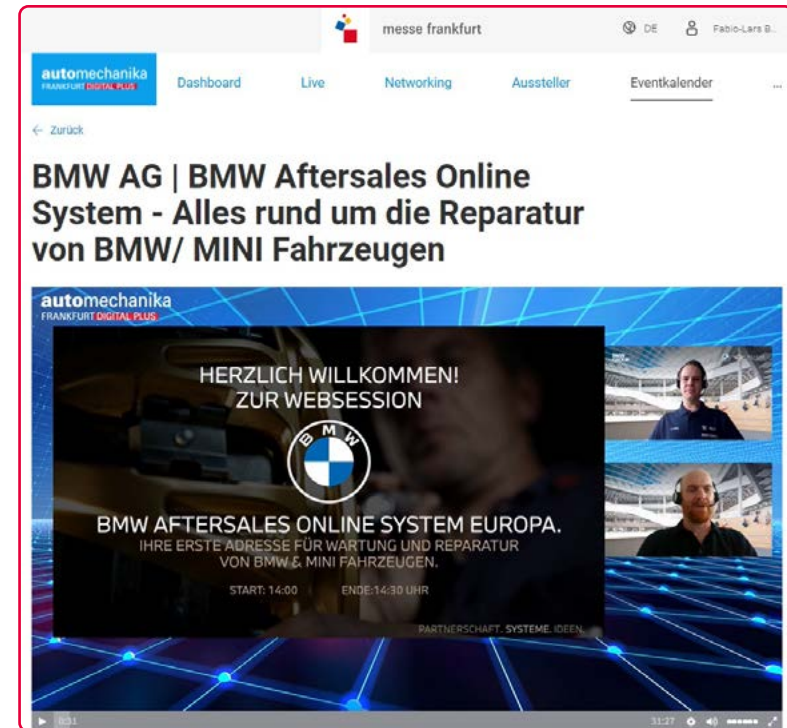 messe frankfurt
DE
Fabio-Lars B...
automechanika
FRANKFURT DIGITAL PLUS
Dashboard
Live
Networking
Aussteller
Eventkalender
...
← Zurück
BMW AG | BMW Aftersales Online
System - Alles rund um die Reparatur
von BMW/ MINI Fahrzeugen
automechanika
FRANKFURT DIGITAL PLUS
HERZLICH WILLKOMMEN!
ZUR WEBSESSION
BMW
BMW AFTERSALES ONLINE SYSTEM EUROPA.
IHRE ERSTE ADRESSE FÜR WARTUNG UND REPARATUR
VON BMW & MINI FAHRZEUGEN.
START: 14:00 ENDE:14:30 UHR
PARTNERSCHAFT. SYSTEME. IDEEN.
0:31
31:27